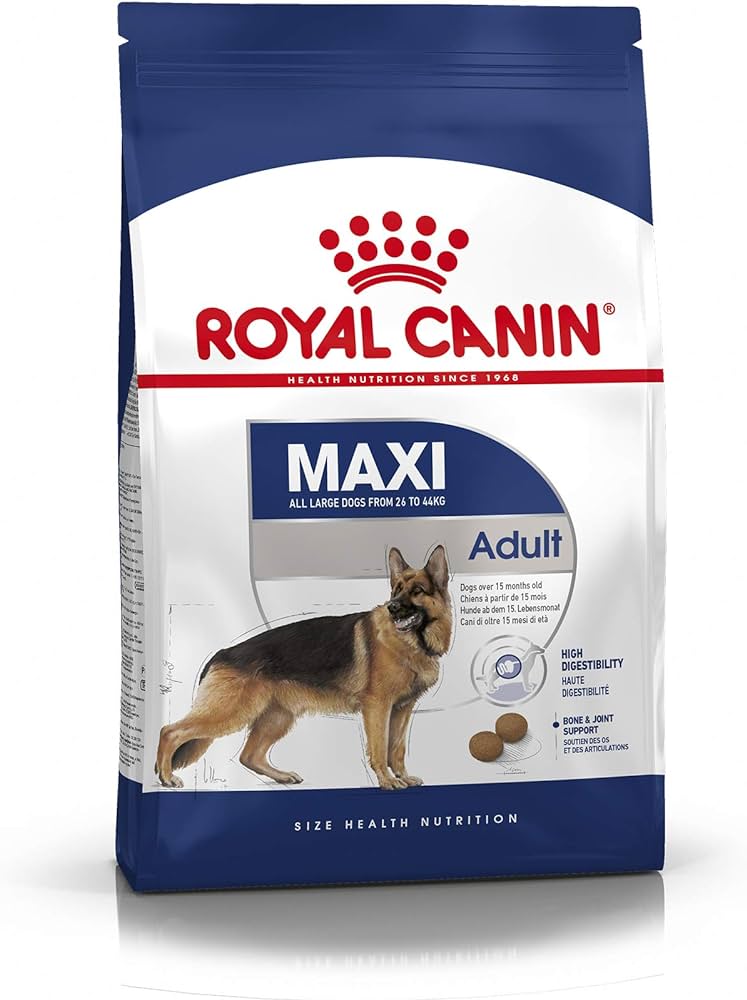 ROYAL CANIN®
HEALTH NUTRITION SINCE 1968
MAXI
ALL LARGE DOGS FROM 26 TO 44KG
Adult
Dogs over 15 months old
Chiens à partir de 15 mois
Hunde ab dem 15. Lebensmonat
Cani di oltre 15 mesi di età
HIGH
DIGESTIBILITY
HAUTE
DIGESTIBILITÉ
BONE & JOINT
SUPPORT
SOUTIEN DES OS
ET DES ARTICULATIONS
SIZE HEALTH NUTRITION